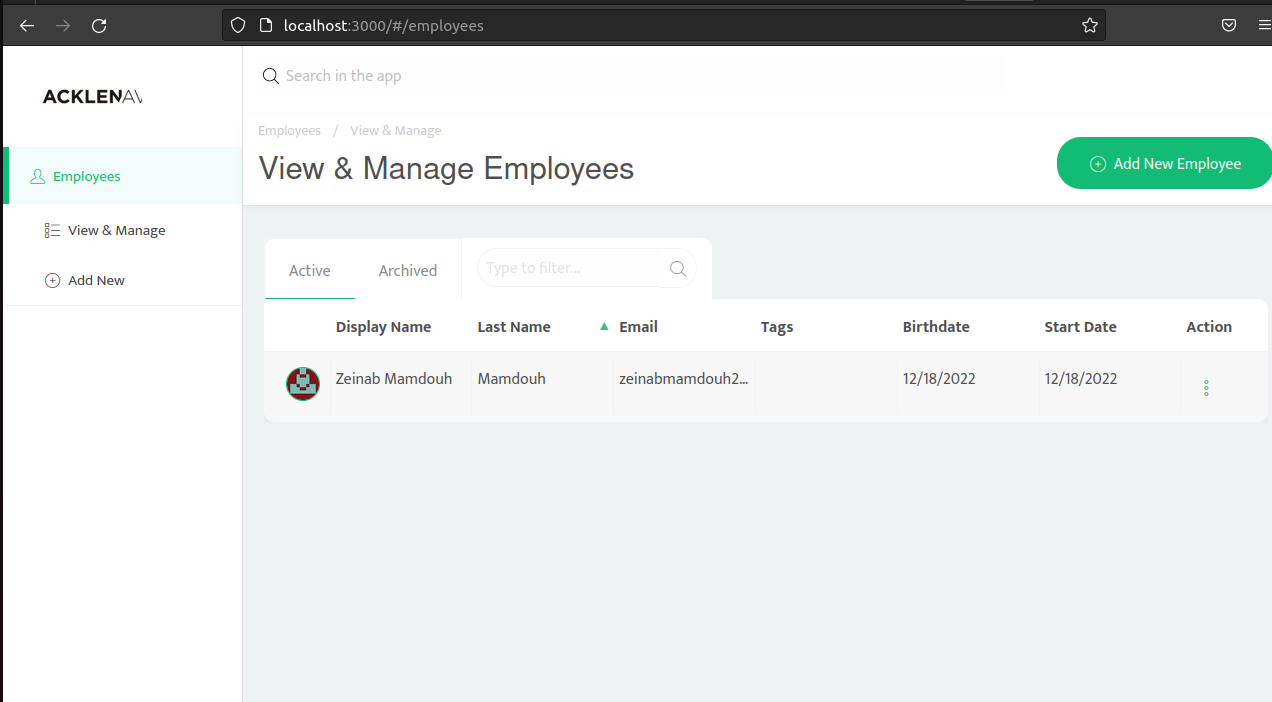 localhost:3000/#/employees
ACKLENAV
Search in the app
Employees / View & Manage
View & Manage Employees
Add New Employee
Employees
View & Manage
Add New
Active Archived Type to filter...
Display Name Last Name ▲ Email Tags Birthdate Start Date Action
Zeinab Mamdouh Mamdouh zeinabmamdouh2... 12/18/2022 12/18/2022